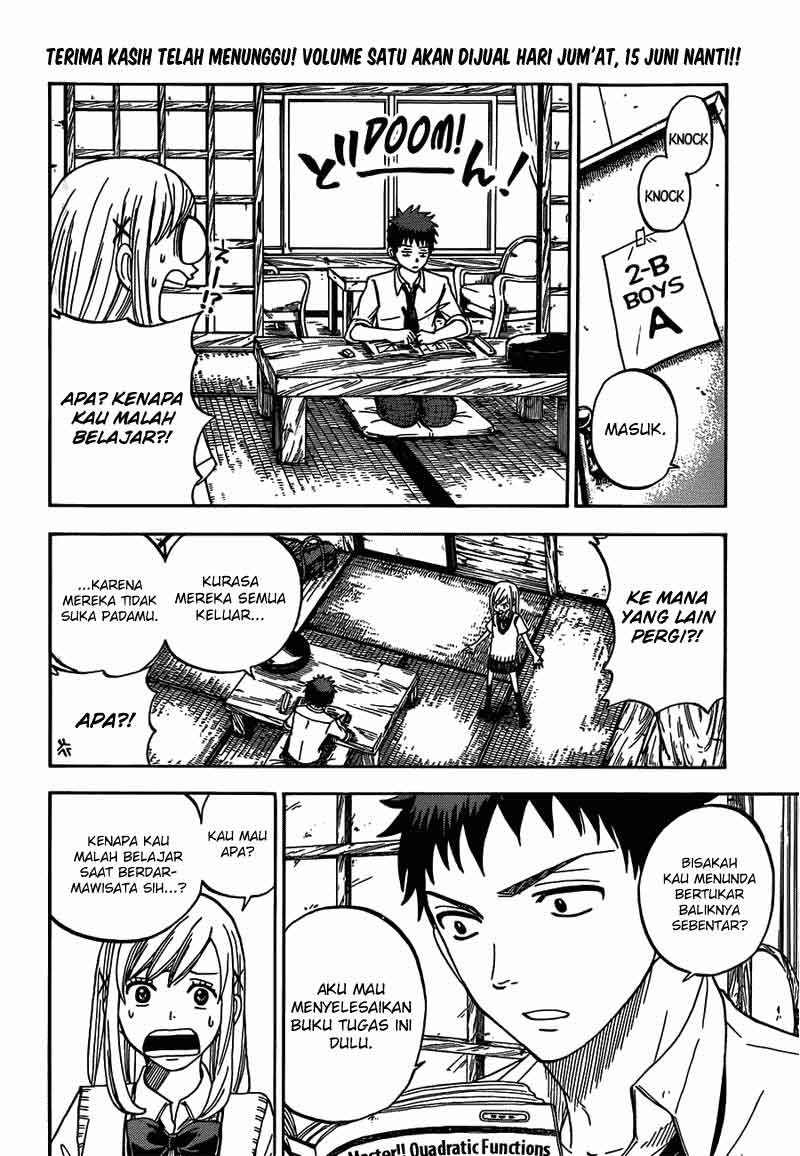 TERIMA KASIH TELAH MENUNGGU! VOLUME SATU AKAN DIJUAL HARI JUM'AT, 15 JUNI NANTI!!
KNOCK
KNOCK
2-B
BOYS
A
MASUK.
DOOM!
ど
ん!
APA? KENAPA
KAU MALAH
BELAJAR?!
KE MANA
YANG LAIN
PERGI?!
KURASA
MEREKA SEMUA
KELUAR...
...KARENA
MEREKA TIDAK
SUKA PADAMU.
APA?!
BISAKAH
KAU MENUNDA
BERTUKAR
BALIKNYA
SEBENTAR?
AKU MAU
MENYELESAIKAN
BUKU TUGAS INI
DULU.
Master!! Quadratic Functions
KAU MAU
APA?
KENAPA KAU
MALAH BELAJAR
SAAT BERDAR-
MAWISATA SIH...?